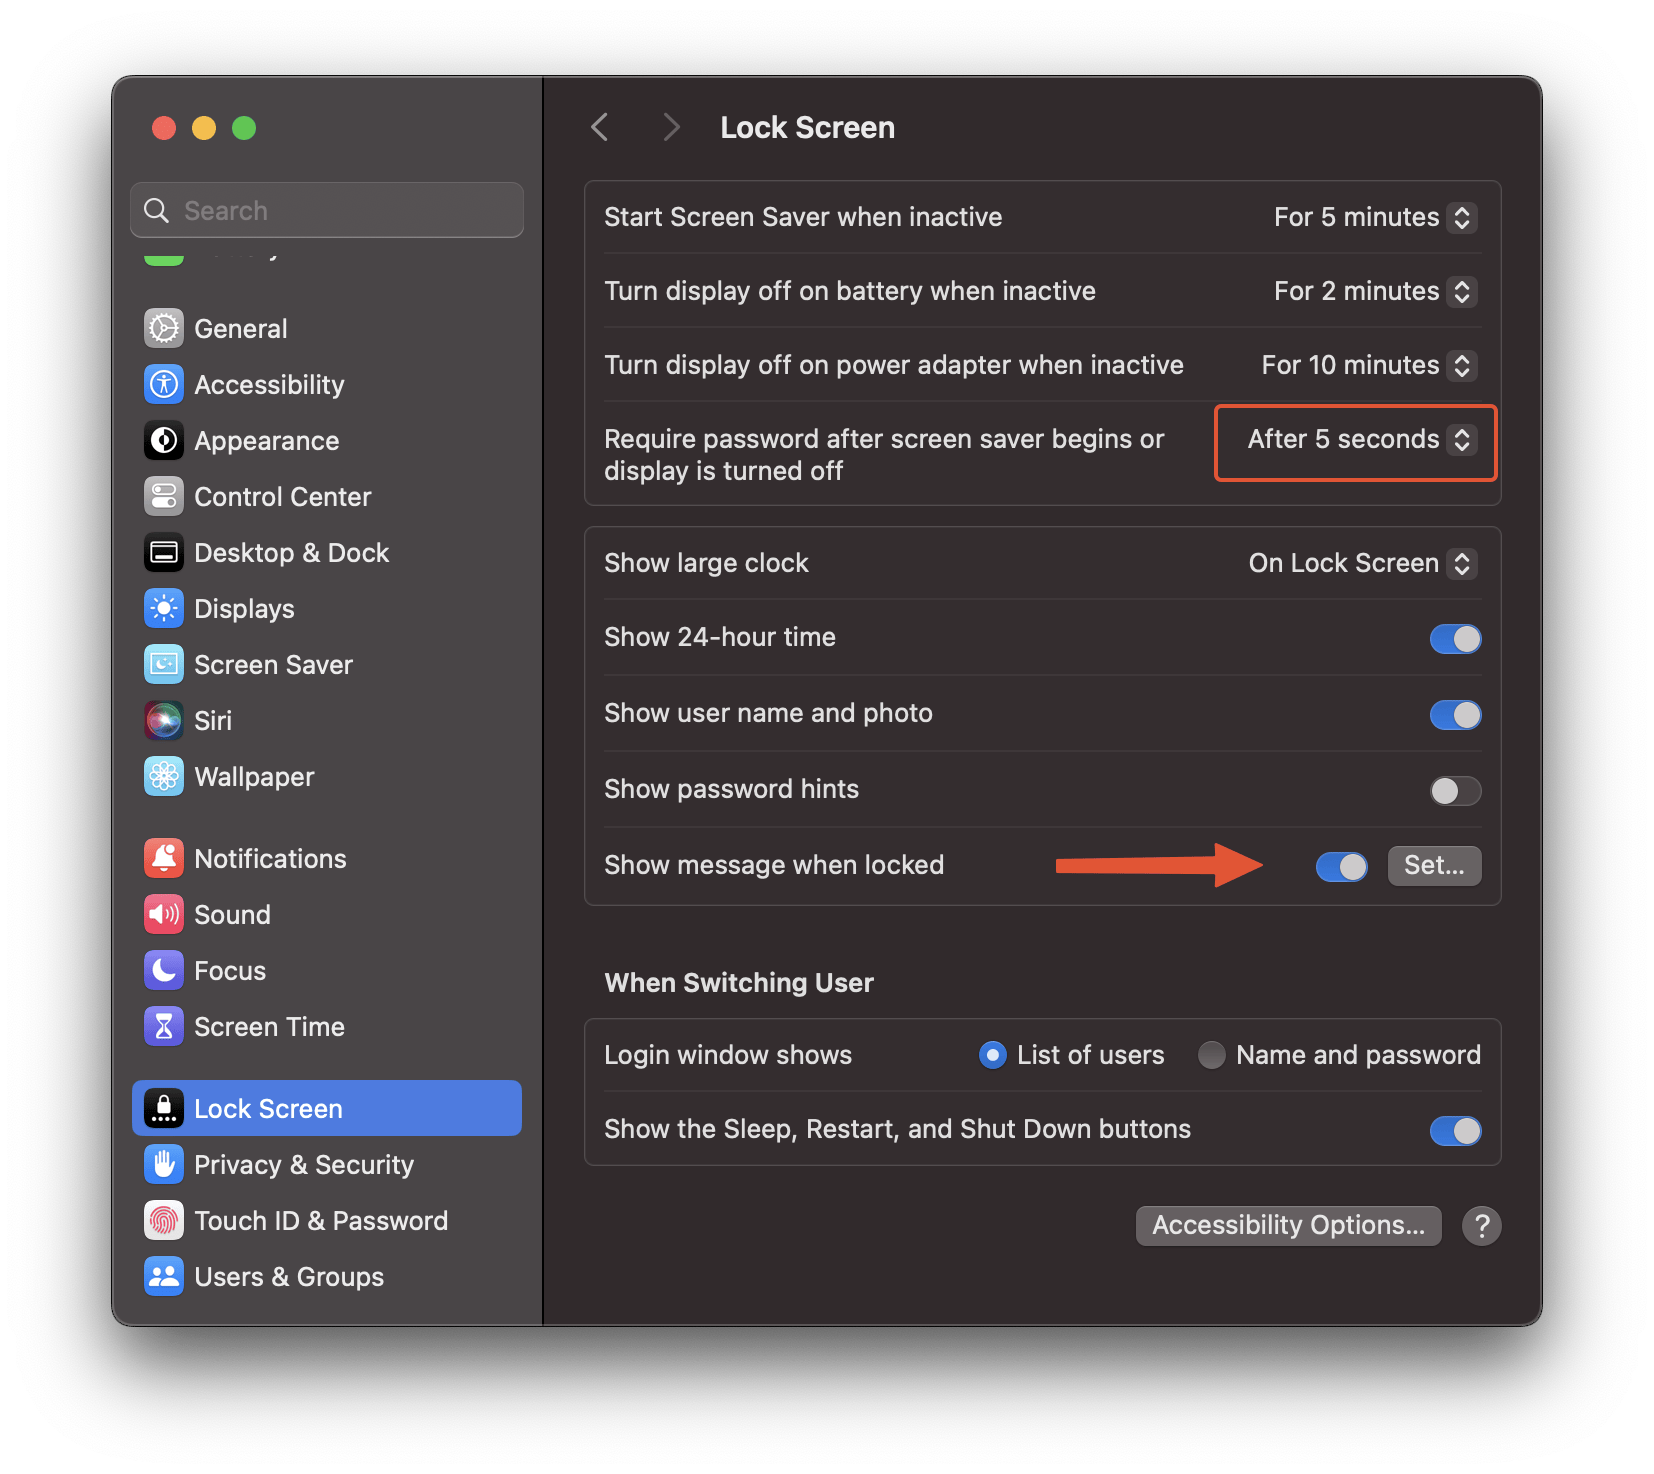 Search
General
Accessibility
Appearance
Control Center
Desktop & Dock
Displays
Screen Saver
Siri
Wallpaper
Notifications
Sound
Focus
Screen Time
Lock Screen
Privacy & Security
Touch ID & Password
Users & Groups
Lock Screen
Start Screen Saver when inactive For 5 minutes
Turn display off on battery when inactive For 2 minutes
Turn display off on power adapter when inactive For 10 minutes
Require password after screen saver begins or After 5 seconds
display is turned off
Show large clock On Lock Screen
Show 24-hour time
Show user name and photo
Show password hints
Show message when locked Set...
When Switching User
Login window shows List of users Name and password
Show the Sleep, Restart, and Shut Down buttons
Accessibility Options... ?